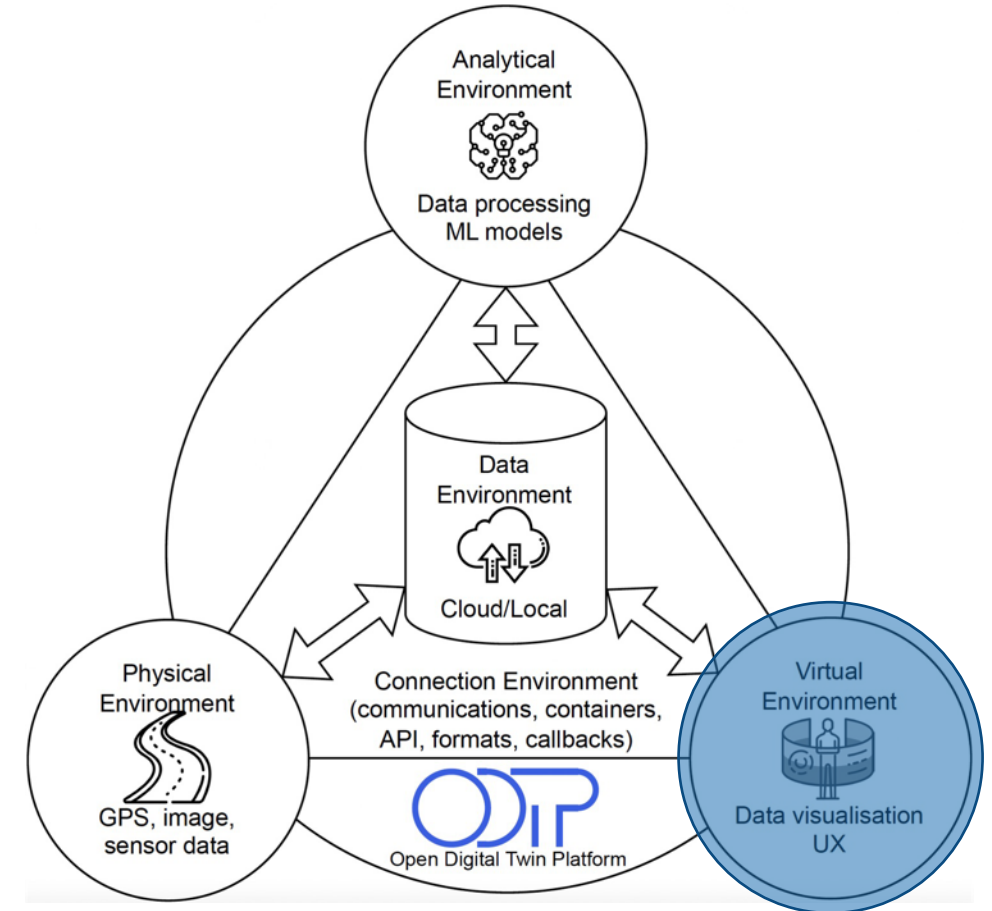 Analytical
Environment
Data processing
ML models
Data
Environment
Cloud/Local
Physical
Environment
GPS, image,
sensor data
Connection Environment
(communications, containers,
API, formats, callbacks)
ODTP
Open Digital Twin Platform
Virtual
Environment
Data visualisation
UX